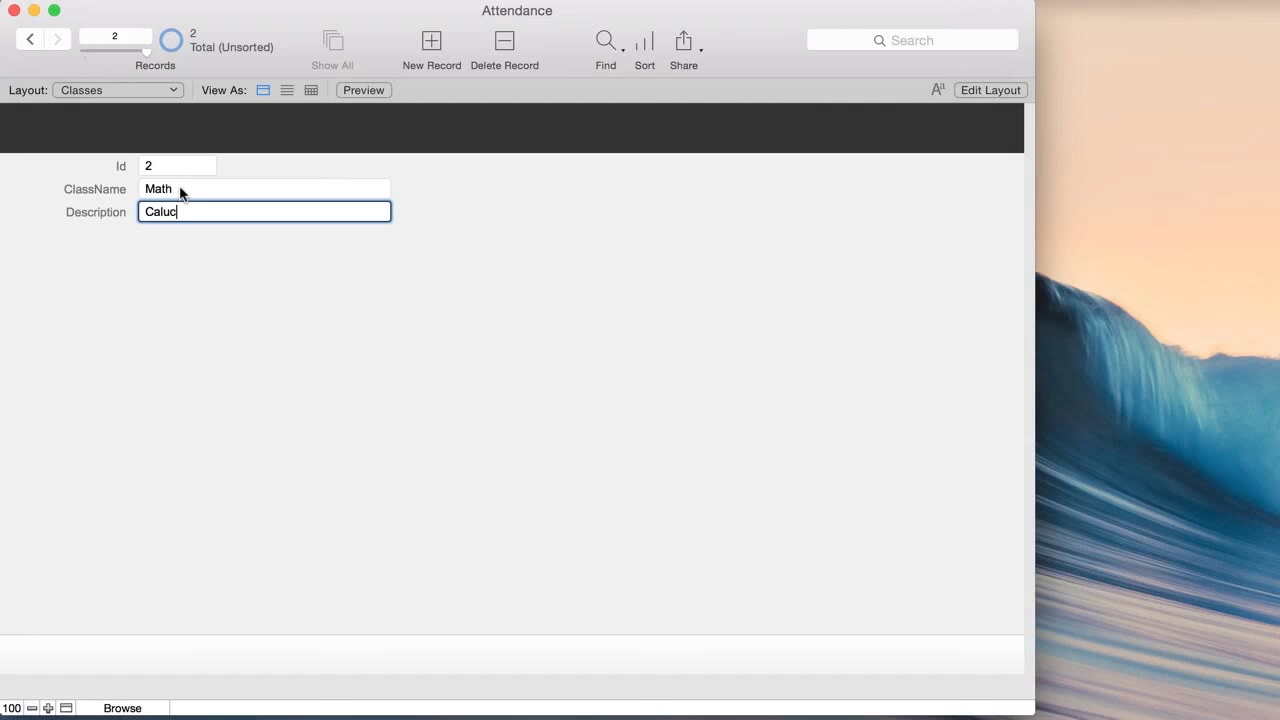 Attendance
2
2
Total (Unsorted)
Records
Show All
New Record
Delete Record
Find
Sort
Share
Search
Layout: Classes
View As:
Preview
Aa
Edit Layout
Id 2
ClassName Math
Description Caluc
100
Browse